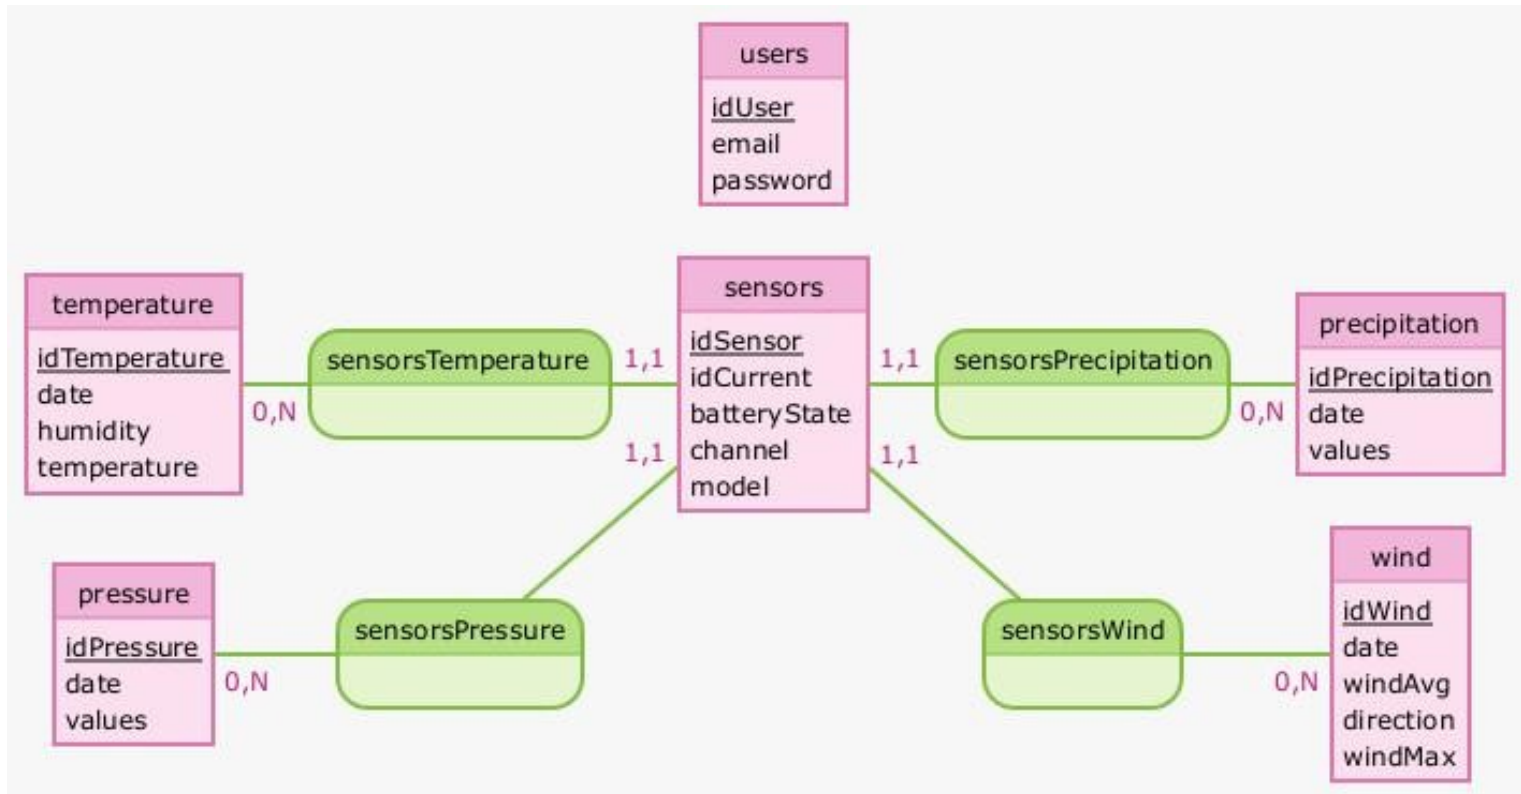 users
idUser
email
password
temperature
idTemperature
date
humidity
temperature
sensorsTemperature
0,N
1,1
sensors
idSensor
idCurrent
batteryState
channel
model
1,1
sensorsPrecipitation
0,N
precipitation
idPrecipitation
date
values
1,1
1,1
pressure
idPressure
date
values
0,N
sensorsPressure
sensorsWind
0,N
wind
idWind
date
windAvg
direction
windMax